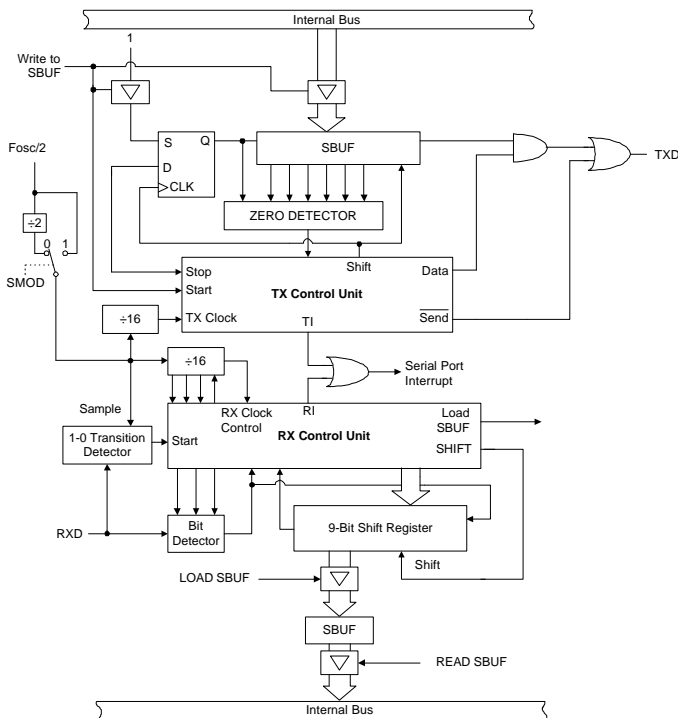 Internal Bus
1
Write to
SBUF
S
Q
D
CLK
SBUF
TXD
Fosc/2
÷2
0 1
SMOD
ZERO DETECTOR
Shift
Stop
Start
Data
TX Control Unit
÷16
TX Clock
TI
Send
÷16
Serial Port
Interrupt
Sample
RX Clock
Control
RI
Load
SBUF
1-0 Transition
Detector
Start
RX Control Unit
SHIFT
RXD
Bit
Detector
9-Bit Shift Register
Shift
LOAD SBUF
SBUF
READ SBUF
Internal Bus